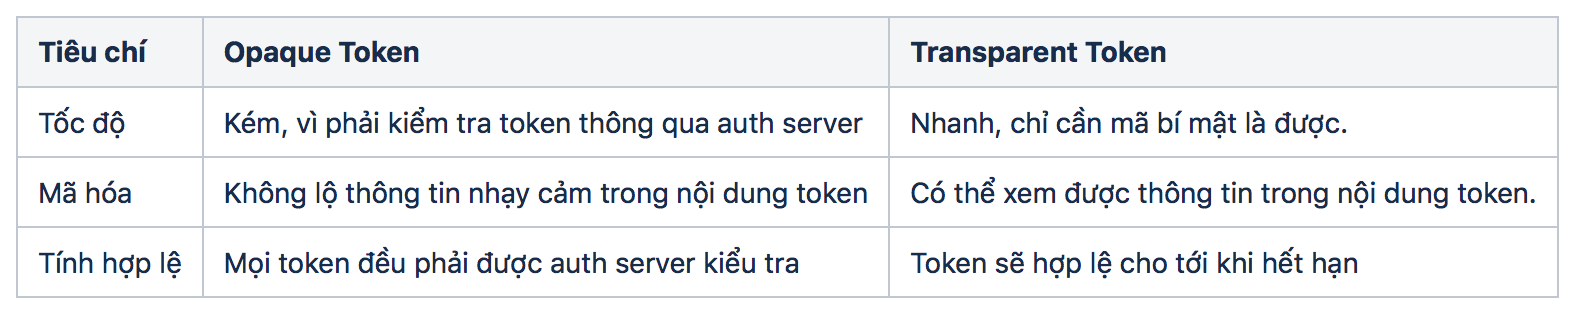 Tiêu chí Opaque Token Transparent Token
Tốc độ Kém, vì phải kiểm tra token thông qua auth server Nhanh, chỉ cần mã bí mật là được.
Mã hóa Không lộ thông tin nhạy cảm trong nội dung token Có thể xem được thông tin trong nội dung token.
Tính hợp lệ Mọi token đều phải được auth server kiểu tra Token sẽ hợp lệ cho tới khi hết hạn